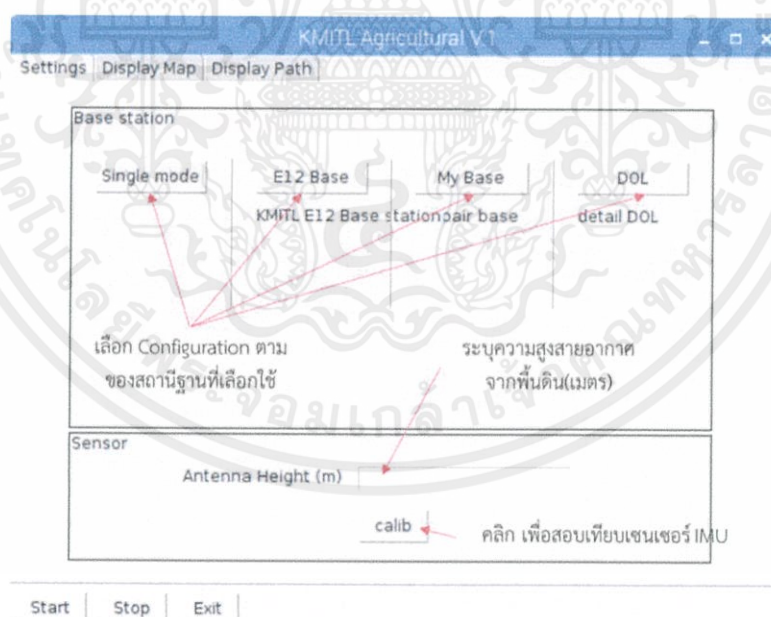 KMITL Agricultural V.1
Settings Display Map Display Path
Base station
Single mode E12 Base My Base DOL
KMITL E12 Base station pair base detail DOL
เลือก Configuration ตาม
ของสถานีฐานที่เลือกใช้
ระบุความสูงสายอากาศ
จากพื้นดิน(เมตร)
Sensor
Antenna Height (m)
calib
คลิก เพื่อสอบเทียบเซนเซอร์ IMU
Start Stop Exit